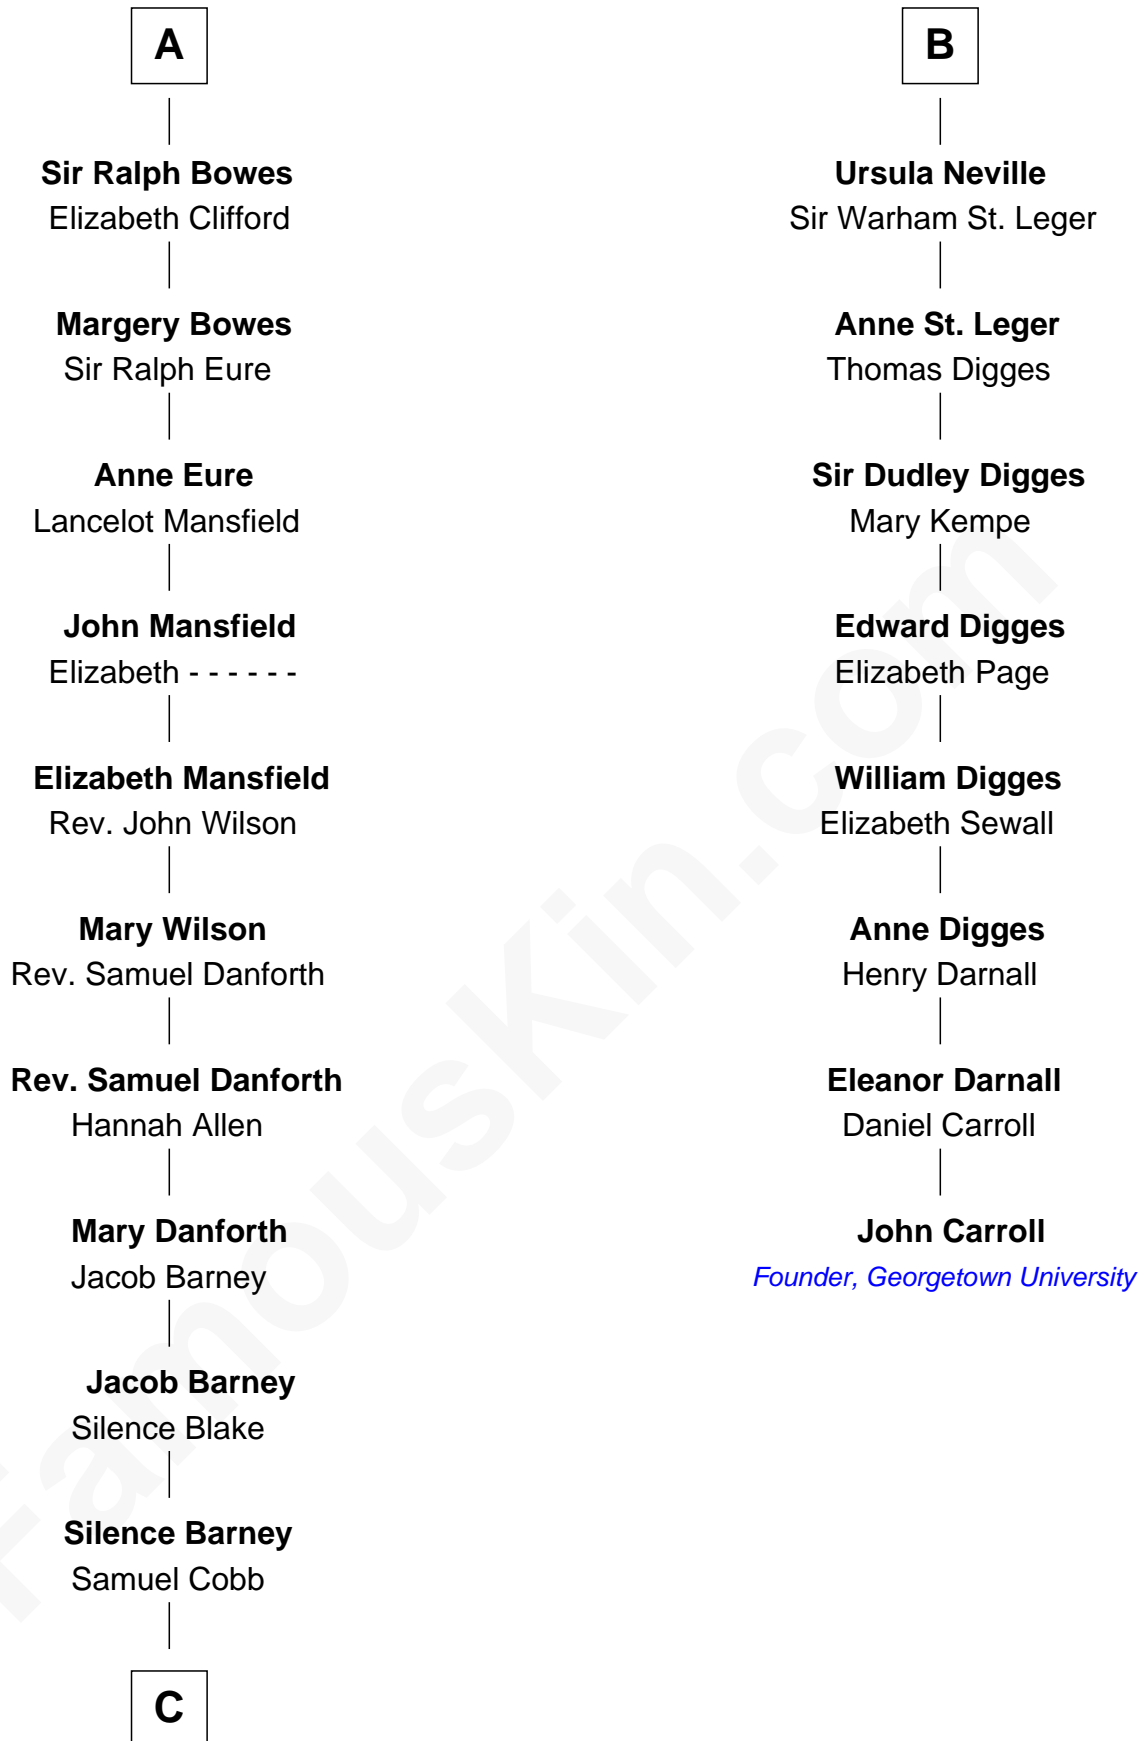 A
Sir Ralph Bowes
Elizabeth Clifford
Margery Bowes
Sir Ralph Eure
Anne Eure
Lancelot Mansfield
John Mansfield
Elizabeth - - - - - -
Elizabeth Mansfield
Rev. John Wilson
Mary Wilson
Rev. Samuel Danforth
Rev. Samuel Danforth
Hannah Allen
Mary Danforth
Jacob Barney
Jacob Barney
Silence Blake
Silence Barney
Samuel Cobb
C
B
Ursula Neville
Sir Warham St. Leger
Anne St. Leger
Thomas Digges
Sir Dudley Digges
Mary Kempe
Edward Digges
Elizabeth Page
William Digges
Elizabeth Sewall
Anne Digges
Henry Darnall
Eleanor Darnall
Daniel Carroll
John Carroll
Founder, Georgetown University
FamousKin.com